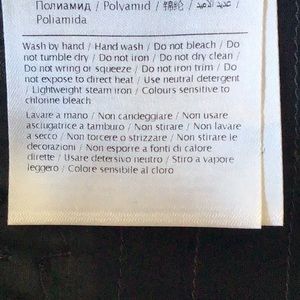 Полиамид / Polyamid /
Poliamida
Wash by hand / Hand wash / Do not bleach / Do
not tumble dry / Do not iron / Do not dry clean /
Do not wring or squeeze / Do not iron trim / Do
not expose to direct heat / Use neutral detergent
/ Lightweight steam iron / Colours sensitive to
chlorine bleach
Lavare a mano / Non candeggiare / Non usare
asciugatrice a tamburo / Non stirare / Non lavare
a secco / Non torcere o strizzare / Non stirare le
decorazioni / Non esporre a fonti di calore
dirette / Usare detersivo neutro / Stiro a vapore
leggero / Colore sensibile al cloro